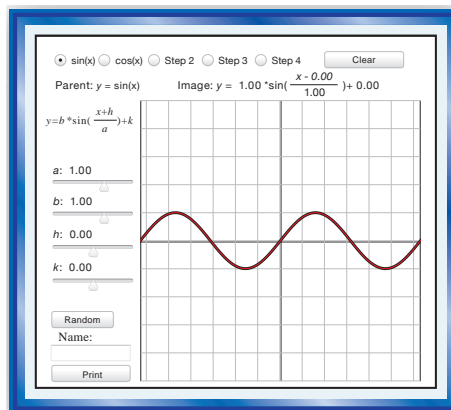 sin(x) cos(x) Step 2 Step 3 Step 4 Clear
Parent: y = sin(x) Image: y = 1.00 *sin( x - 0.00 / 1.00 )+ 0.00
y=b *sin( x+h / a )+k
a: 1.00
b: 1.00
h: 0.00
k: 0.00
Random
Name:
Print